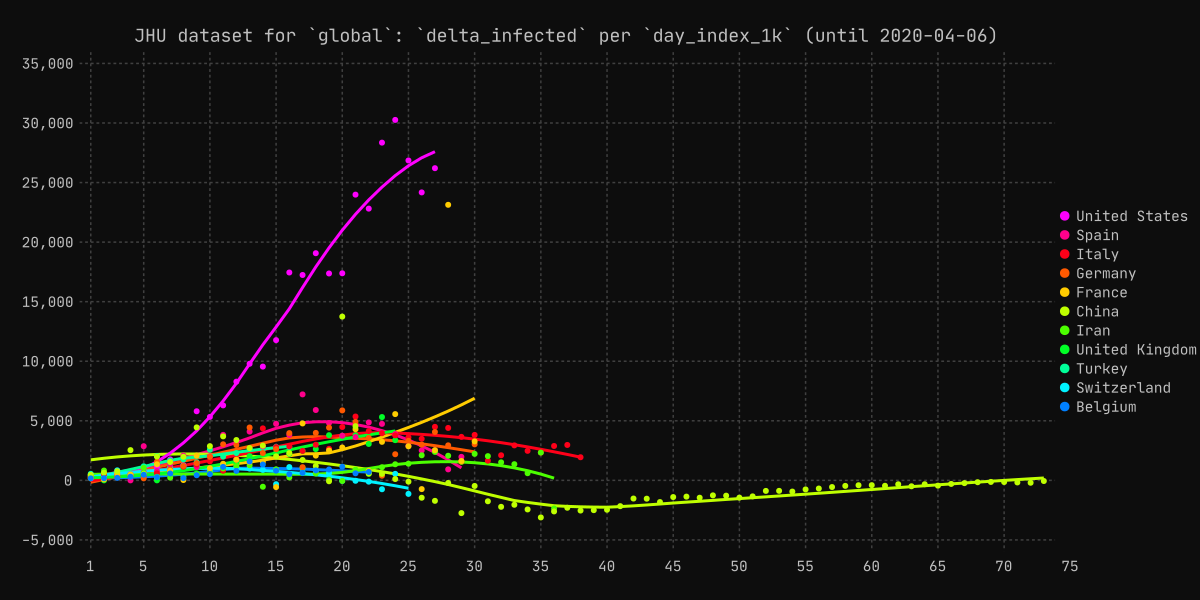 JHU dataset for `global`: `delta_infected` per `day_index_1k` (until 2020-04-06)
35,000
30,000
25,000
20,000
15,000
10,000
5,000
0
−5,000
1 5 10 15 20 25 30 35 40 45 50 55 60 65 70 75
United States
Spain
Italy
Germany
France
China
Iran
United Kingdom
Turkey
Switzerland
Belgium